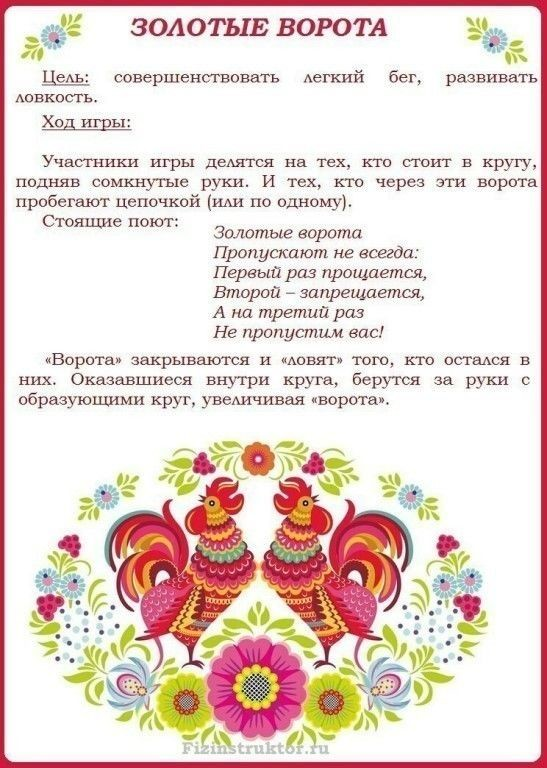 ЗОЛОТЫЕ ВОРОТА
Цель: совершенствовать легкий бег, развивать
ловкость.
Ход игры:
Участники игры делятся на тех, кто стоит в кругу,
подняв сомкнутые руки. И тех, кто через эти ворота
пробегают цепочкой (или по одному).
Стоящие поют:
Золотые ворота
Пропускают не всегда:
Первый раз прощается,
Второй – запрещается,
А на третий раз
Не пропустим вас!
«Ворота» закрываются и «ловят» того, кто остался в
них. Оказавшиеся внутри круга, берутся за руки с
образующими круг, увеличивая «ворота».
Fizinstruktor.ru